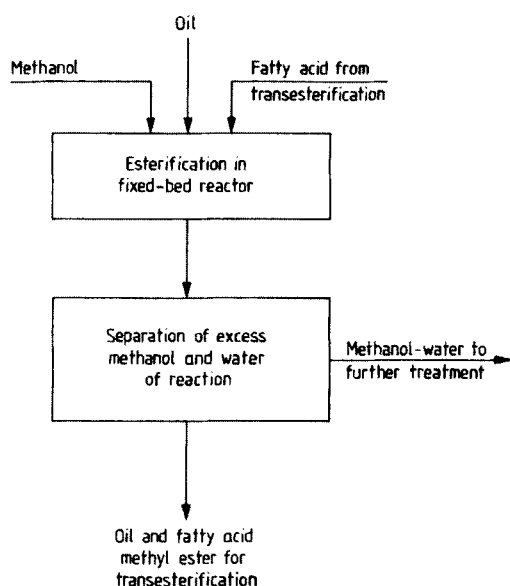 Oil
Methanol
Fatty acid from
transesterification
Esterification in
fixed-bed reactor
Separation of excess
methanol and water
of reaction
Methanol-water to
further treatment
Oil and fatty acid
methyl ester for
transesterification